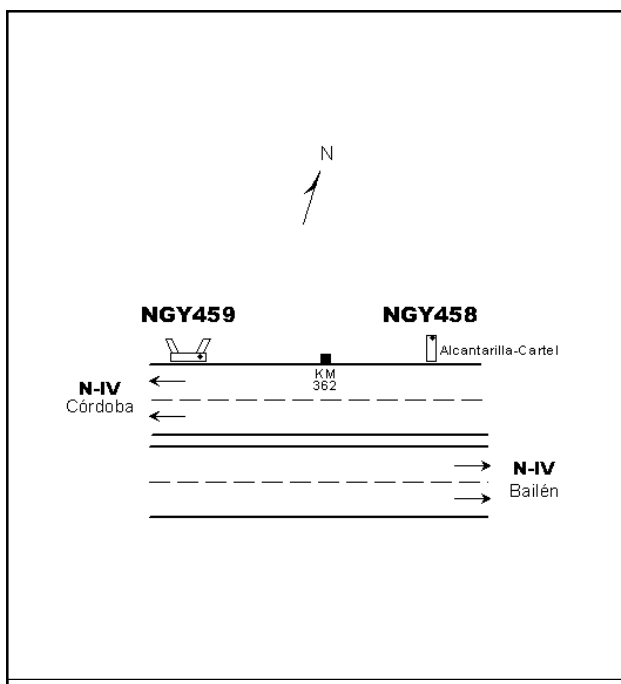 N
NGY459
NGY458
Alcantarilla-Cartel
KM
362
N-IV
Córdoba
N-IV
Bailén